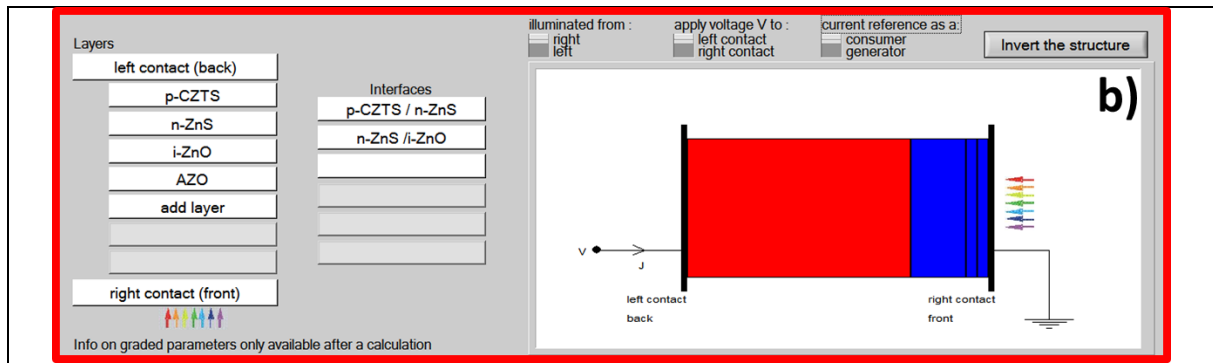 illuminated from :
right
left
apply voltage V to :
left contact
right contact
current reference as a:
consumer
generator
Invert the structure
Layers
left contact (back)
p-CZTS
n-ZnS
i-ZnO
AZO
add layer
right contact (front)
Info on graded parameters only available after a calculation
Interfaces
p-CZTS / n-ZnS
n-ZnS /i-ZnO
b)
V
J
left contact
back
right contact
front